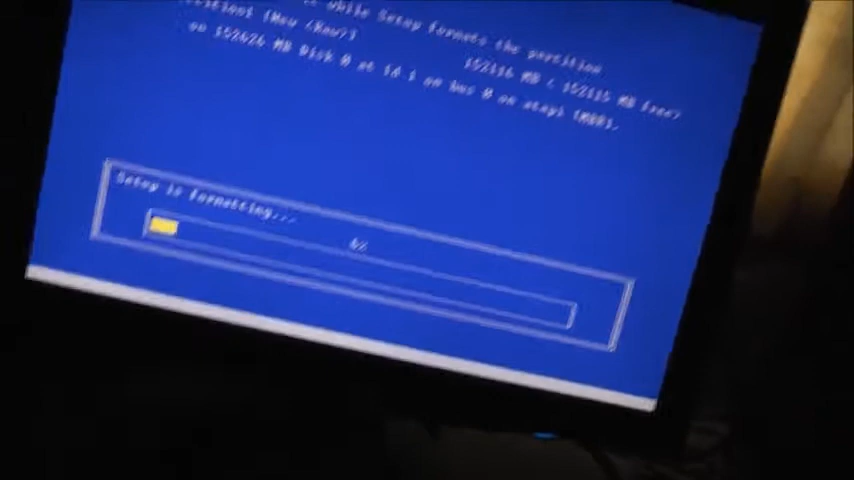 while Setup formats the partition
[New (Raw)] 152116 MB ( 152115 MB free)
on 152626 MB Disk 0 at Id 1 on bus 0 on atapi [MBR].
Setup is formatting...
6%